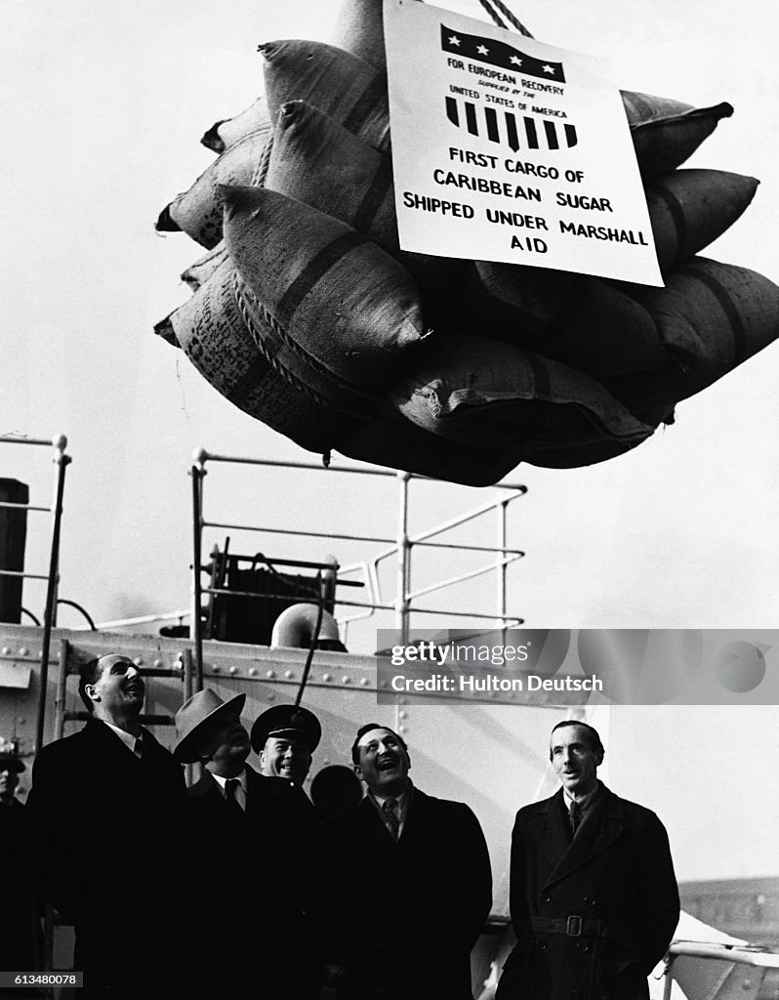 FOR EUROPEAN RECOVERY
SUPPLIED BY THE
UNITED STATES OF AMERICA
FIRST CARGO OF
CARIBBEAN SUGAR
SHIPPED UNDER MARSHALL
AID
gettyimages®
Credit: Hulton Deutsch
613480078